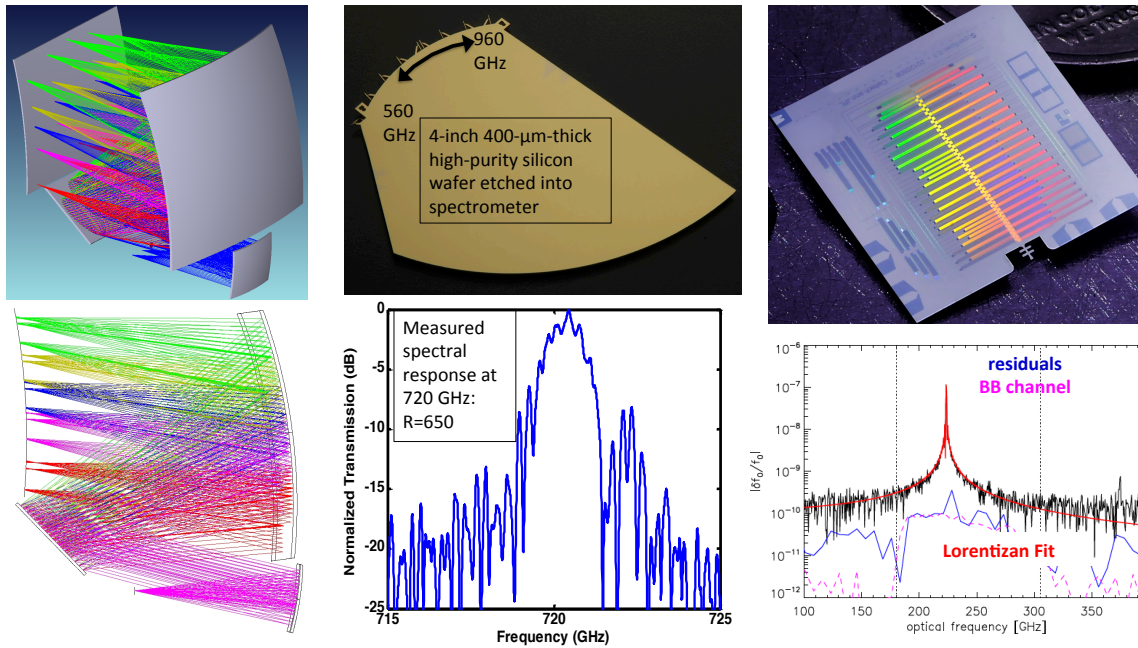 960
GHz
560
GHz
4-inch 400-μm-thick
high-purity silicon
wafer etched into
spectrometer
Normalized Transmission (dB)
0
-5
-10
-15
-20
-25
Measured
spectral
response at
720 GHz:
R=650
715
720
725
Frequency (GHz)
|δf₀/f₀|
10⁻⁶
10⁻⁷
10⁻⁸
10⁻⁹
10⁻¹⁰
10⁻¹¹
10⁻¹²
residuals
BB channel
Lorentizan Fit
100
150
200
250
300
350
optical frequency [GHz]